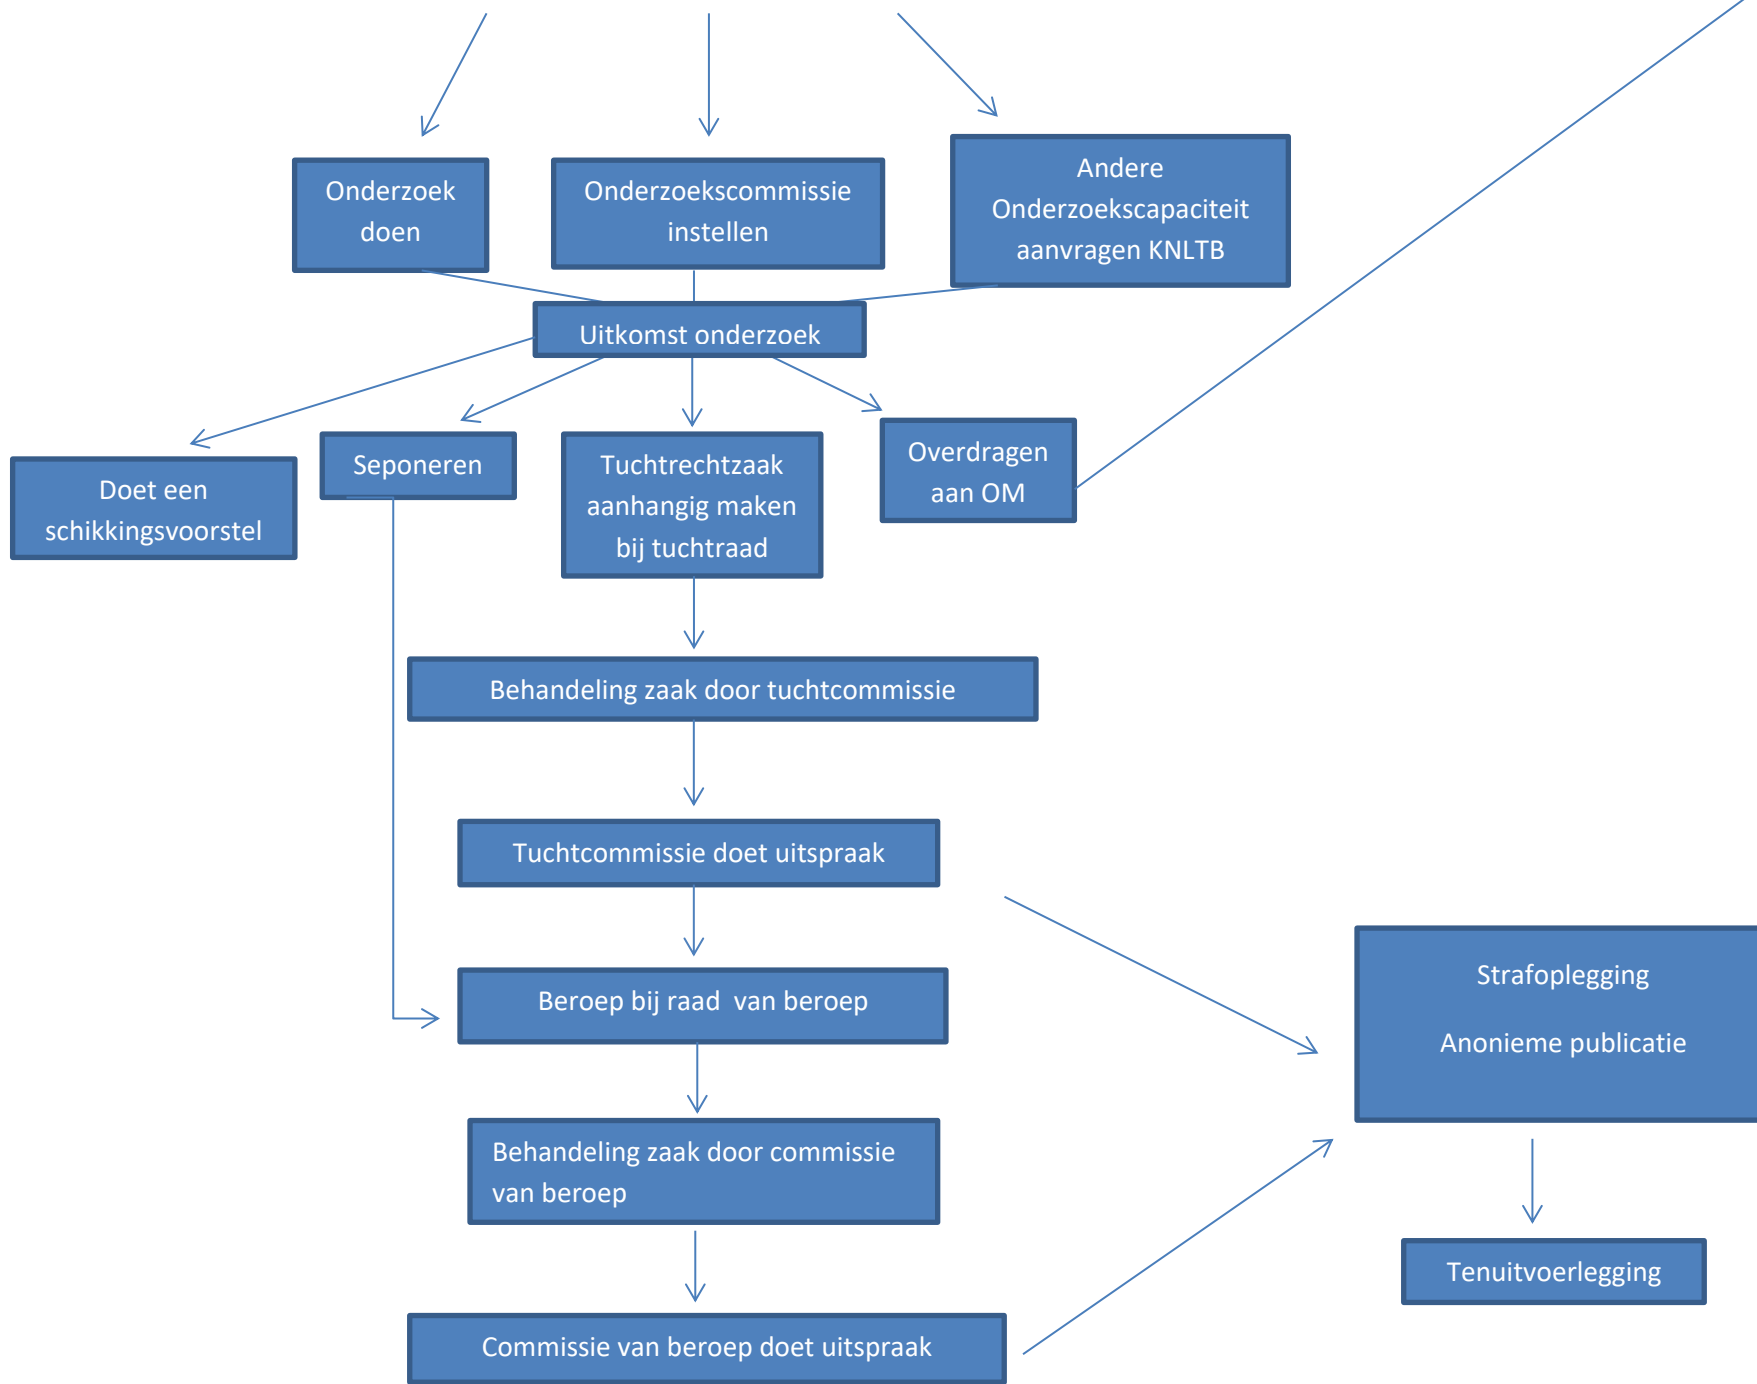 Onderzoek
doen
Onderzoekscommissie
instellen
Andere
Onderzoekscapaciteit
aanvragen KNLTB
Uitkomst onderzoek
Doet een
schikkingsvoorstel
Seponeren
Tuchtrechtzaak
aanhangig maken
bij tuchtraad
Overdragen
aan OM
Behandeling zaak door tuchtcommissie
Tuchtcommissie doet uitspraak
Beroep bij raad  van beroep
Strafoplegging
Anonieme publicatie
Behandeling zaak door commissie
van beroep
Tenuitvoerlegging
Commissie van beroep doet uitspraak